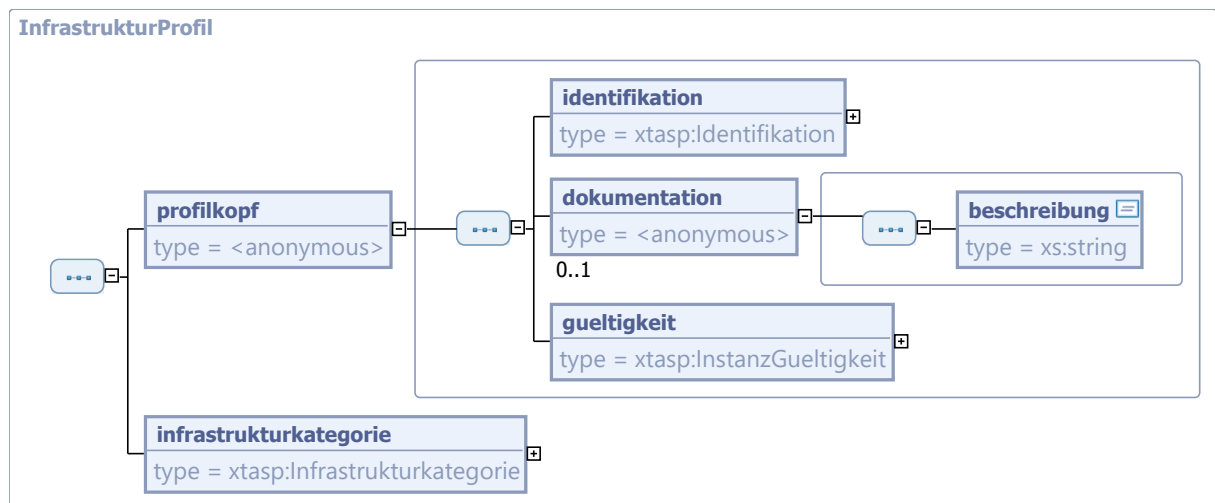 InfrastrukturProfil
identifikation
type = xtasp:Identifikation
profilkopf
type = <anonymous>
dokumentation
type = <anonymous>
0..1
beschreibung
type = xs:string
gueltigkeit
type = xtasp:InstanzGueltigkeit
infrastrukturkategorie
type = xtasp:Infrastrukturkategorie